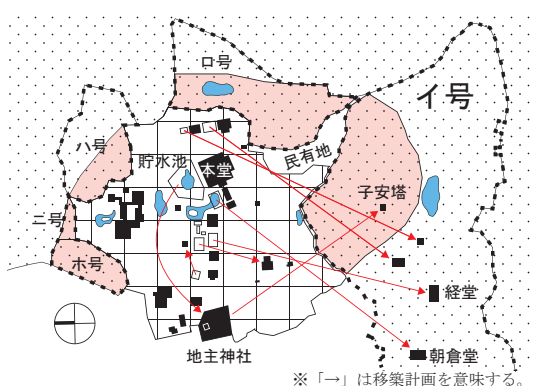 ロ号
イ号
ハ号
貯水池
本堂
民有地
子安塔
ニ号
ホ号
経堂
地主神社
朝倉堂
※「→」は移築計画を意味する。